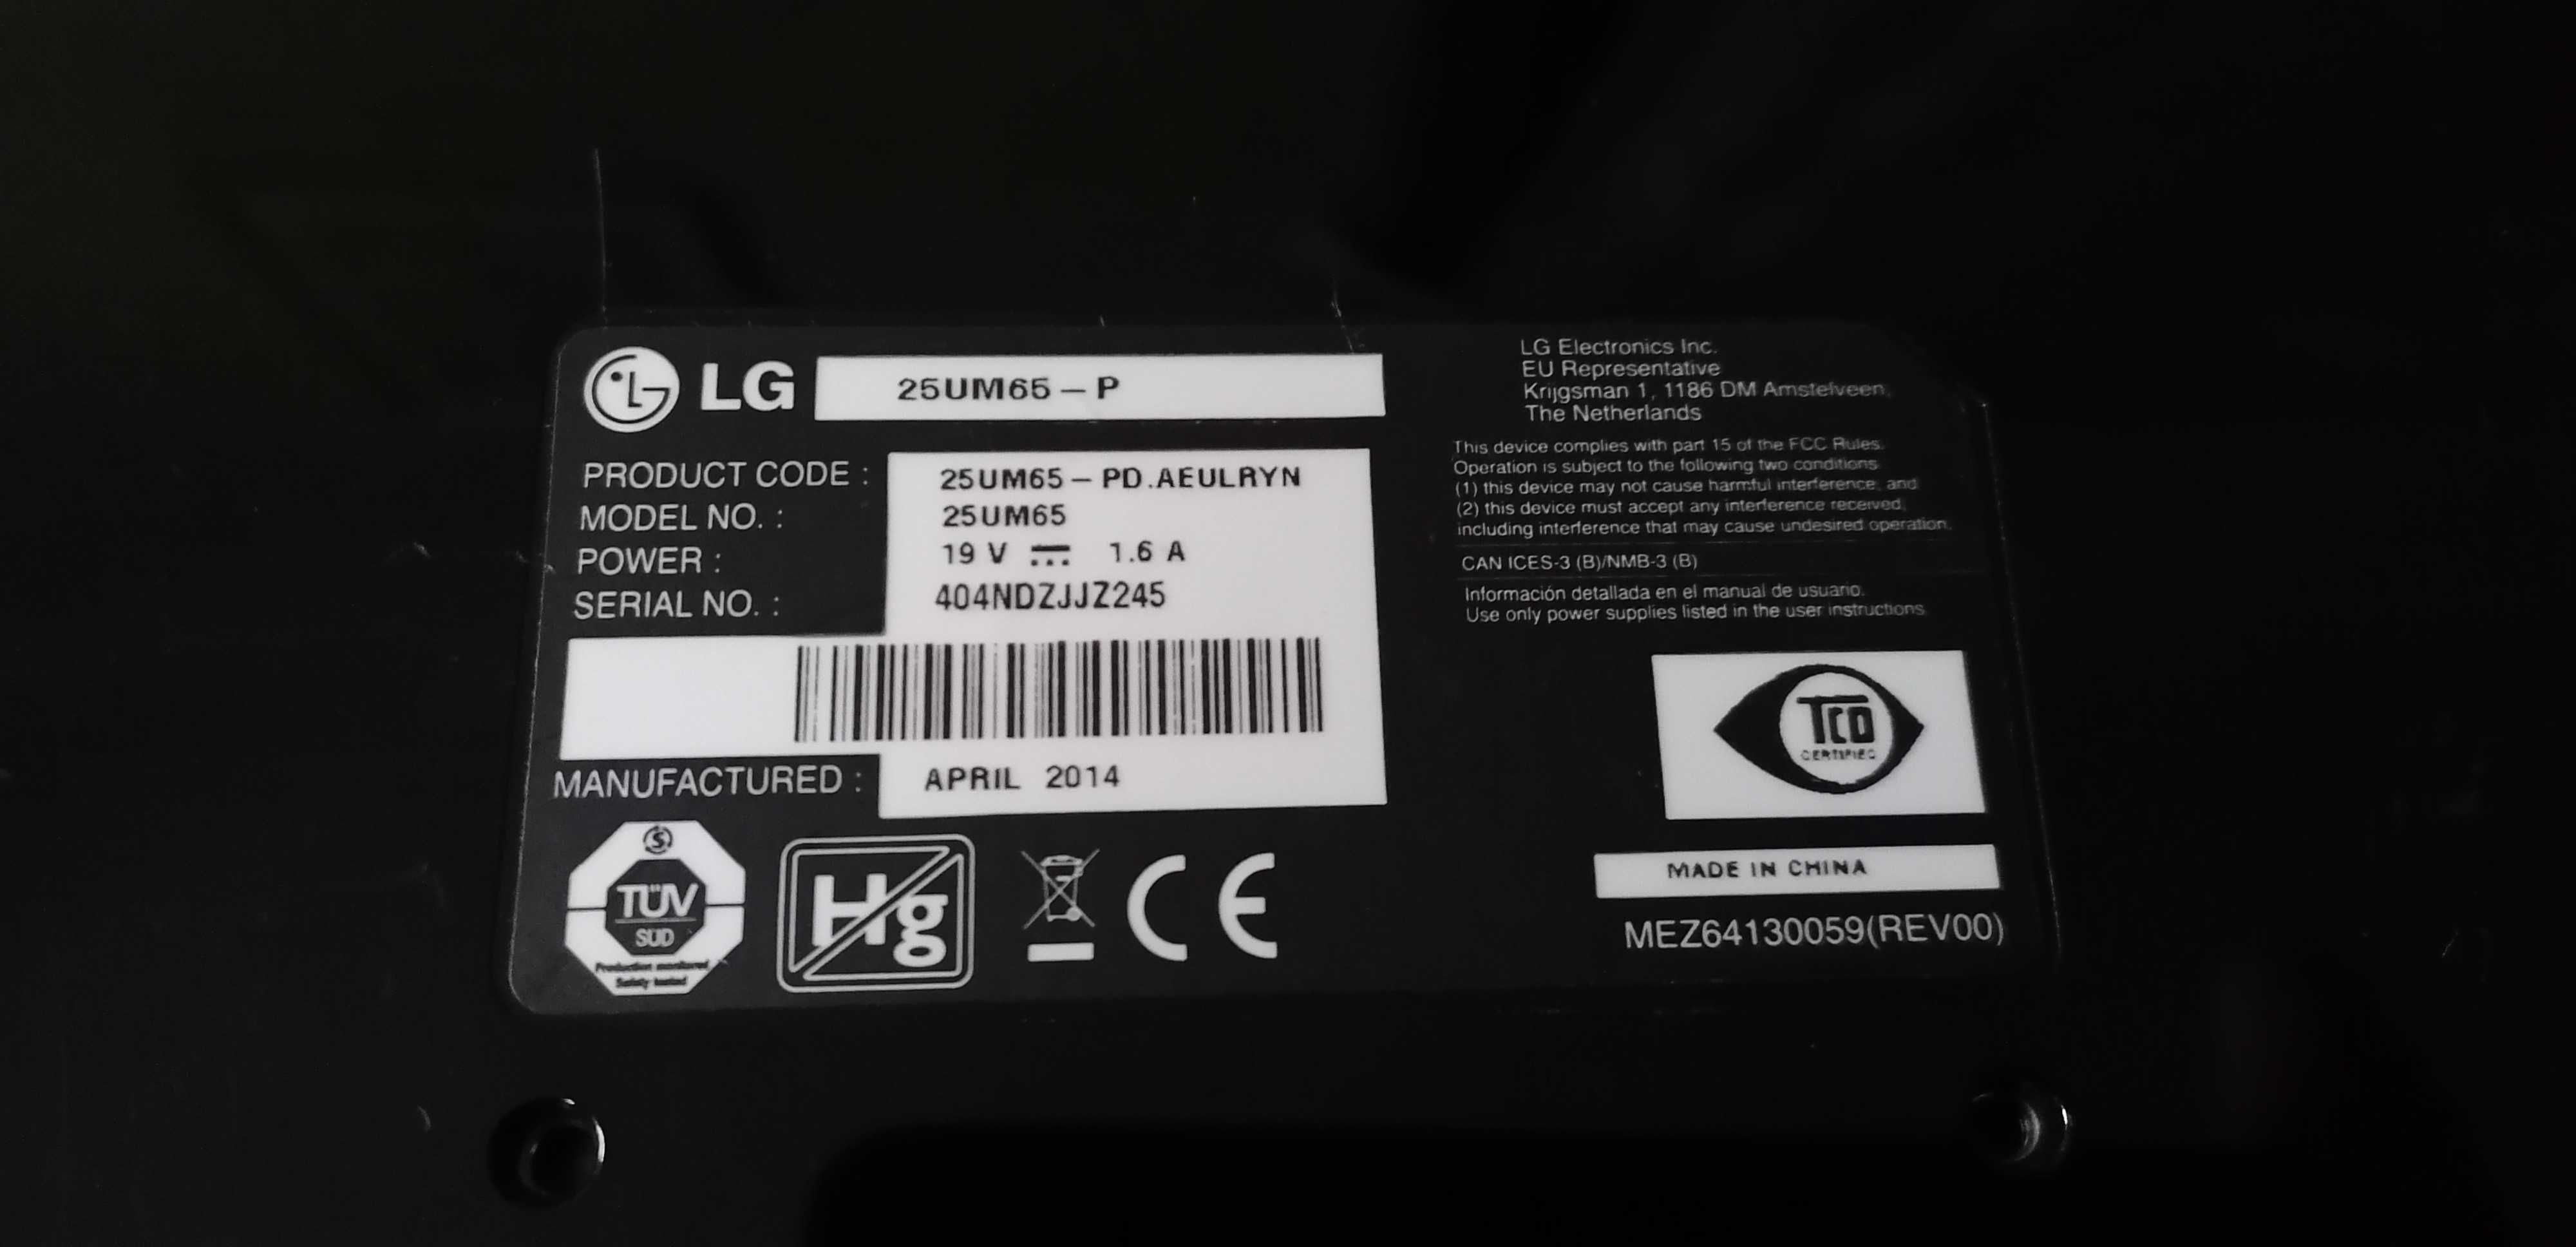 LG 25UM65-P
PRODUCT CODE : 25UM65-PD.AEULRYN
MODEL NO. : 25UM65
POWER : 19 V 1.6 A
SERIAL NO. : 404NDZJJZ245
MANUFACTURED : APRIL 2014
TÜV
SÜD
Production monitored
Safety tested
Hg
CE
LG Electronics Inc.
EU Representative
Krijgsman 1, 1186 DM Amstelveen,
The Netherlands
This device complies with part 15 of the FCC Rules.
Operation is subject to the following two conditions
(1) this device may not cause harmful interference, and
(2) this device must accept any interference received,
including interference that may cause undesired operation.
CAN ICES-3 (B)/NMB-3 (B)
Información detallada en el manual de usuario.
Use only power supplies listed in the user instructions
TCO
CERTIFIED
MADE IN CHINA
MEZ64130059(REV00)